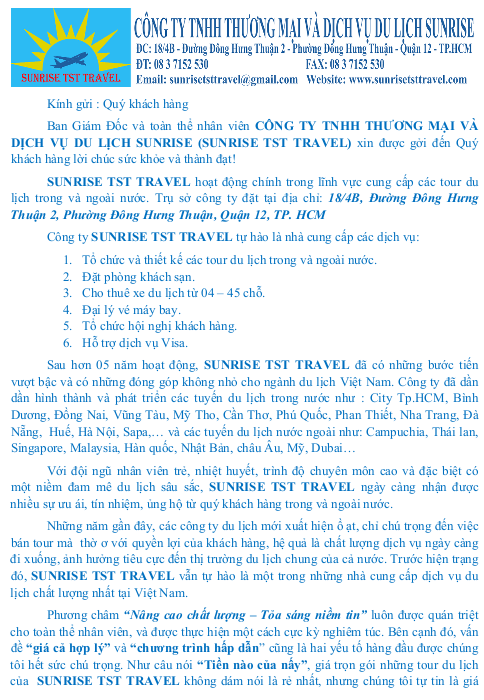 SUNRISE TST TRAVEL
CÔNG TY TNHH THƯƠNG MẠI VÀ DỊCH VỤ DU LỊCH SUNRISE
ĐC: 18/4B - Đường Đông Hưng Thuận 2 - Phường Đông Hưng Thuận - Quận 12 - TP.HCM
ĐT: 08 3 7152 530 FAX: 08 3 7152 530
Email: sunrisetsttravel@gmail.com Website: www.sunrisetsttravel.com
Kính gửi : Quý khách hàng
Ban Giám Đốc và toàn thể nhân viên CÔNG TY TNHH THƯƠNG MẠI VÀ
DỊCH VỤ DU LỊCH SUNRISE (SUNRISE TST TRAVEL) xin được gởi đến Quý
khách hàng lời chúc sức khỏe và thành đạt!
SUNRISE TST TRAVEL hoạt động chính trong lĩnh vực cung cấp các tour du
lịch trong và ngoài nước. Trụ sở công ty đặt tại địa chỉ: 18/4B, Đường Đông Hưng
Thuận 2, Phường Đông Hưng Thuận, Quận 12, TP. HCM
Công ty SUNRISE TST TRAVEL tự hào là nhà cung cấp các dịch vụ:
1. Tổ chức và thiết kế các tour du lịch trong và ngoài nước.
2. Đặt phòng khách sạn.
3. Cho thuê xe du lịch từ 04 – 45 chỗ.
4. Đại lý vé máy bay.
5. Tổ chức hội nghị khách hàng.
6. Hỗ trợ dịch vụ Visa.
Sau hơn 05 năm hoạt động, SUNRISE TST TRAVEL đã có những bước tiến
vượt bậc và có những đóng góp không nhỏ cho ngành du lịch Việt Nam. Công ty đã dần
dần hình thành và phát triển các tuyến du lịch trong nước như : City Tp.HCM, Bình
Dương, Đồng Nai, Vũng Tàu, Mỹ Tho, Cần Thơ, Phú Quốc, Phan Thiết, Nha Trang, Đà
Nẵng, Huế, Hà Nội, Sapa,… và các tuyến du lịch nước ngoài như: Campuchia, Thái lan,
Singapore, Malaysia, Hàn quốc, Nhật Bản, châu Âu, Mỹ, Dubai…
Với đội ngũ nhân viên trẻ, nhiệt huyết, trình độ chuyên môn cao và đặc biệt có
một niềm đam mê du lịch sâu sắc, SUNRISE TST TRAVEL ngày càng nhận được
nhiều sự ưu ái, tín nhiệm, ủng hộ từ quý khách hàng trong và ngoài nước.
Những năm gần đây, các công ty du lịch mới xuất hiện ồ ạt, chỉ chú trọng đến việc
bán tour mà thờ ơ với quyền lợi của khách hàng, hệ quả là chất lượng dịch vụ ngày càng
đi xuống, ảnh hưởng tiêu cực đến thị trường du lịch chung của cả nước. Trước hiện trạng
đó, SUNRISE TST TRAVEL vẫn tự hào là một trong những nhà cung cấp dịch vụ du
lịch chất lượng nhất tại Việt Nam.
Phương châm “Nâng cao chất lượng – Tỏa sáng niềm tin” luôn được quán triệt
cho toàn thể nhân viên, và được thực hiện một cách cực kỳ nghiêm túc. Bên cạnh đó, vấn
đề “giá cả hợp lý” và “chương trình hấp dẫn” cũng là hai yếu tố hàng đầu được chúng
tôi hết sức chú trọng. Như câu nói “Tiền nào của nấy”, giá trọn gói những tour du lịch
của SUNRISE TST TRAVEL không dám nói là rẻ nhất, nhưng chúng tôi tự tin là giá